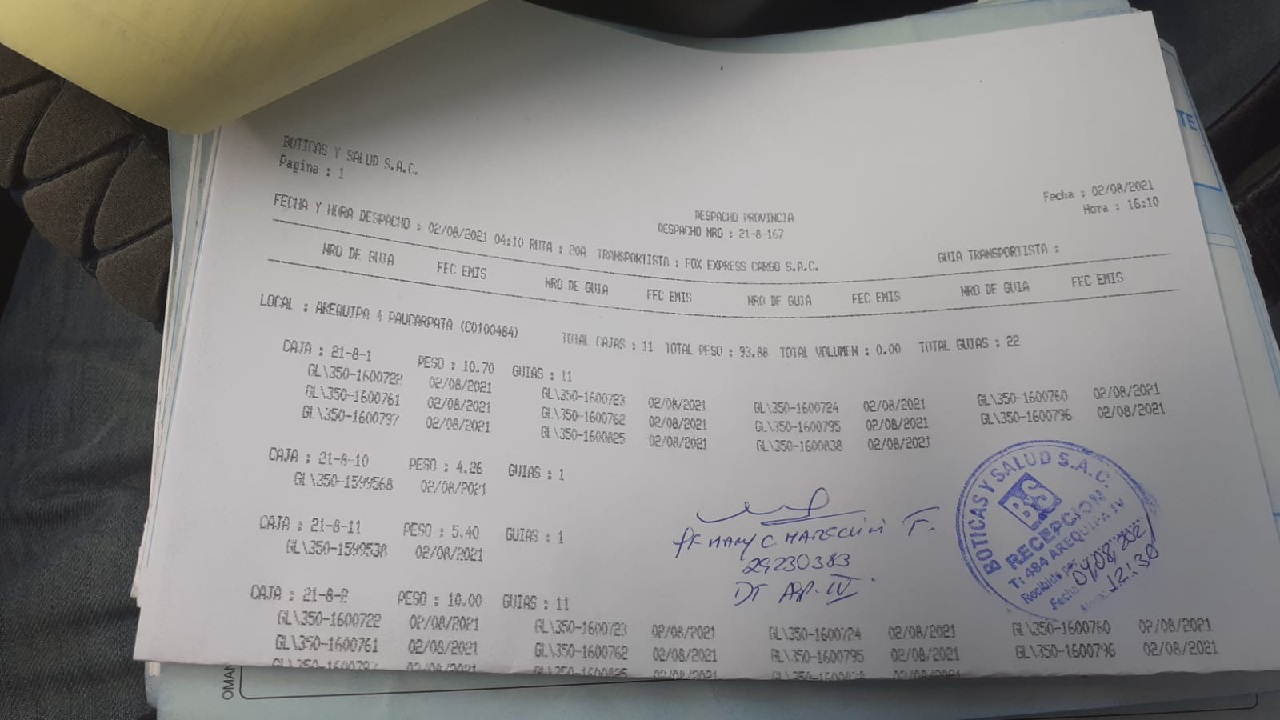 BOTICAS Y SALUD S.A.C.
Pagina : 1
Fecha : 02/08/2021
Hora : 16:10
DESPACHO PROVINCIA
DESPACHO NRO : 21-8-167
FECHA Y HORA DESPACHO : 02/08/2021 04:10 RUTA : 20A TRANSPORTISTA : FOX EXPRESS CARGO S.A.C. GUIA TRANSPORTISTA :
NRO DE GUIA FEC EMIS NRO DE GUIA FEC EMIS NRO DE GUIA FEC EMIS NRO DE GUIA FEC EMIS
LOCAL : AREQUIPA 4 PAUCARPATA (C0100484) TOTAL CAJAS : 11 TOTAL PESO : 93.88 TOTAL VOLUMEN : 0.00 TOTAL GUIAS : 22
CAJA : 21-8-1 PESO : 10.70 GUIAS : 11
GL\350-1600722 02/08/2021 GL\350-1600723 02/08/2021 GL\350-1600724 02/08/2021 GL\350-1600760 02/08/2021
GL\350-1600761 02/08/2021 GL\350-1600762 02/08/2021 GL\350-1600795 02/08/2021 GL\350-1600796 02/08/2021
GL\350-1600797 02/08/2021 GL\350-1600825 02/08/2021 GL\350-1600838 02/08/2021
CAJA : 21-8-10 PESO : 4.26 GUIAS : 1
GL\350-1599568 02/08/2021
CAJA : 21-8-11 PESO : 5.40 GUIAS : 1
GL\350-1599538 02/08/2021
29230383
BOTICAS Y SALUD S.A.C.
B&S
RECEPCION
T: 484 AREQUIPA IV
Recibido por
Fecha 04/08/2021
12:30
CAJA : 21-8-2 PESO : 10.00 GUIAS : 11
GL\350-1600722 02/08/2021 GL\350-1600723 02/08/2021 GL\350-1600724 02/08/2021 GL\350-1600760 02/08/2021
GL\350-1600761 02/08/2021 GL\350-1600762 02/08/2021 GL\350-1600795 02/08/2021 GL\350-1600796 02/08/2021